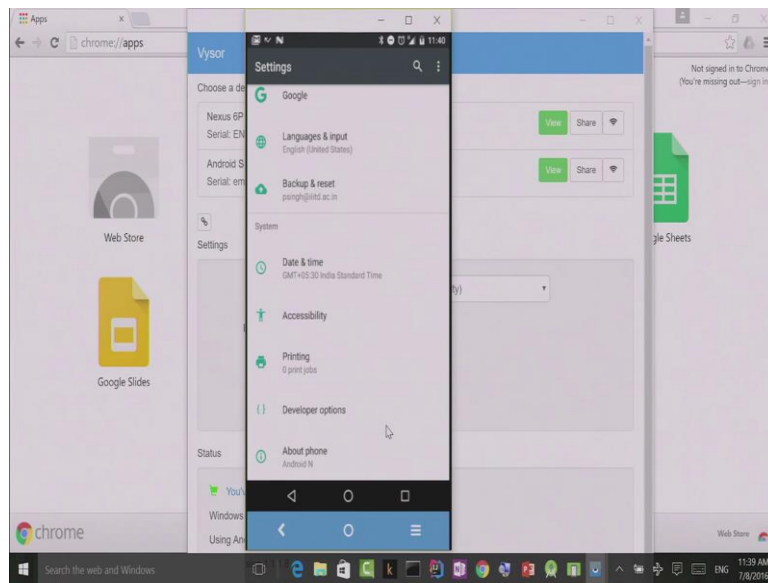 Apps
chrome://apps
Not signed in to Chrome
(You're missing out—sign in
Web Store
Google Slides
gle Sheets
chrome
Web Store
Vysor
Choose a de
Nexus 6P
Serial: EN
View
Share
Android S
Serial: em
View
Share
Settings
ty)
Status
You'v
Windows
Using An
11:40
Settings
Google
Languages & input
English (United States)
Backup & reset
psingh@iiitd.ac.in
System
Date & time
GMT+05:30 India Standard Time
Accessibility
Printing
0 print jobs
Developer options
About phone
Android N
Search the web and Windows
ENG
11:39 AM
7/8/2016